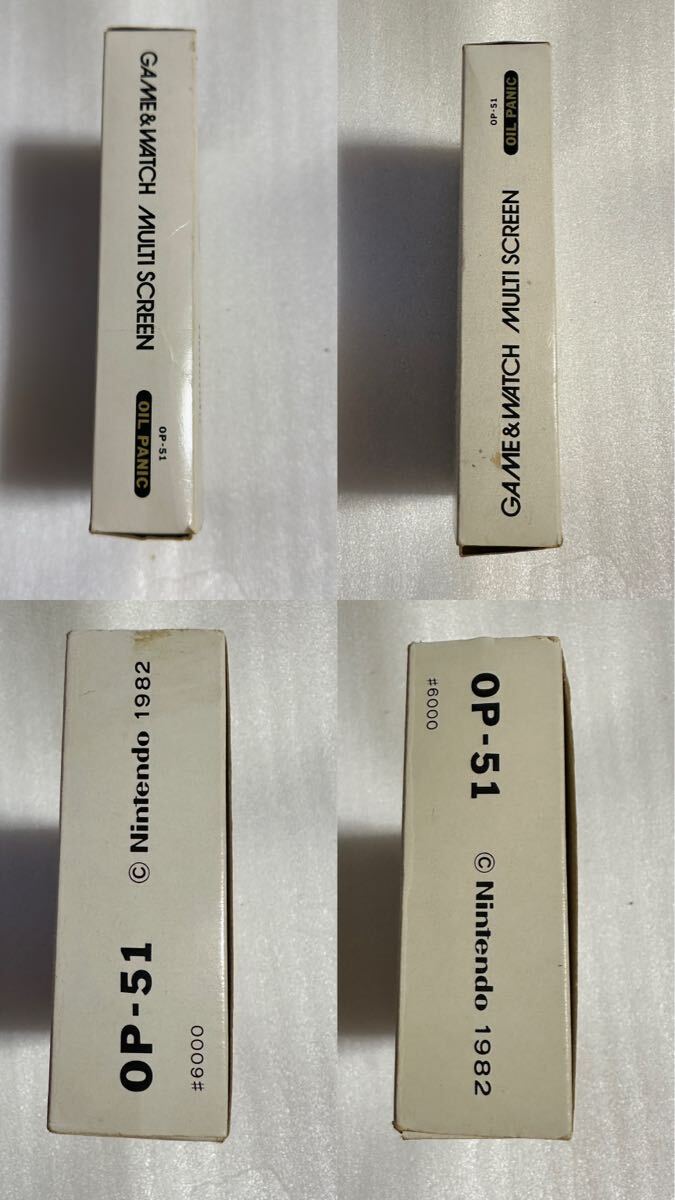 GAME&WATCH MULTI SCREEN
OP-51
OIL PANIC
OP-51
OIL PANIC
GAME&WATCH MULTI SCREEN
OP-51 © Nintendo 1982
#6000
OP-51 © Nintendo 1982
#6000